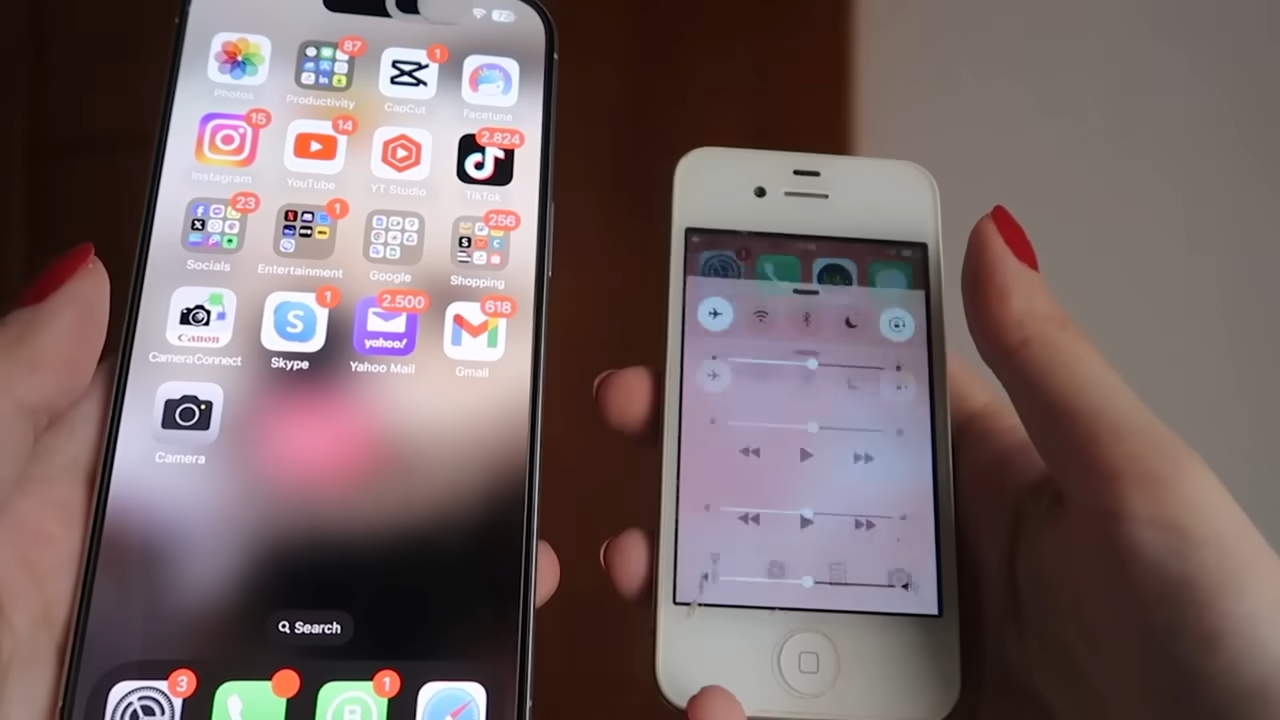 72
87
1
Photos
Productivity
CapCut
Facetune
15
14
2.824
Instagram
YouTube
YT Studio
TikTok
23
1
256
Socials
Entertainment
Google
Shopping
1
2.500
618
Canon
S
yahoo!
CameraConnect
Skype
Yahoo Mail
Gmail
Camera
Search
3
1
B